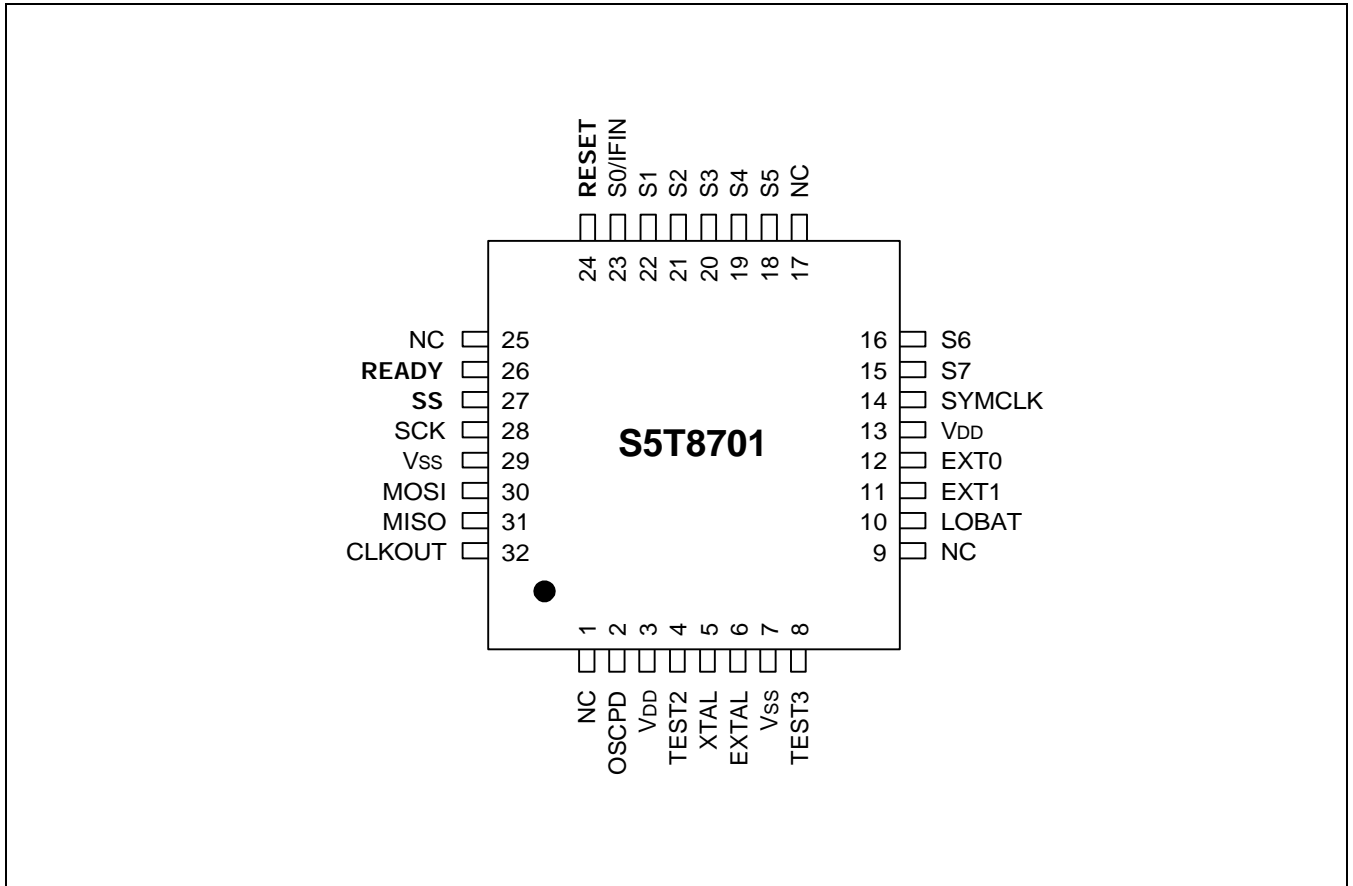 RESET
S0/IFIN
S1
S2
S3
S4
S5
NC
24
23
22
21
20
19
18
17
NC 25
READY 26
SS 27
SCK 28
VSS 29
MOSI 30
MISO 31
CLKOUT 32
S5T8701
16 S6
15 S7
14 SYMCLK
13 VDD
12 EXT0
11 EXT1
10 LOBAT
9 NC
1
2
3
4
5
6
7
8
NC
OSCPD
VDD
TEST2
XTAL
EXTAL
VSS
TEST3